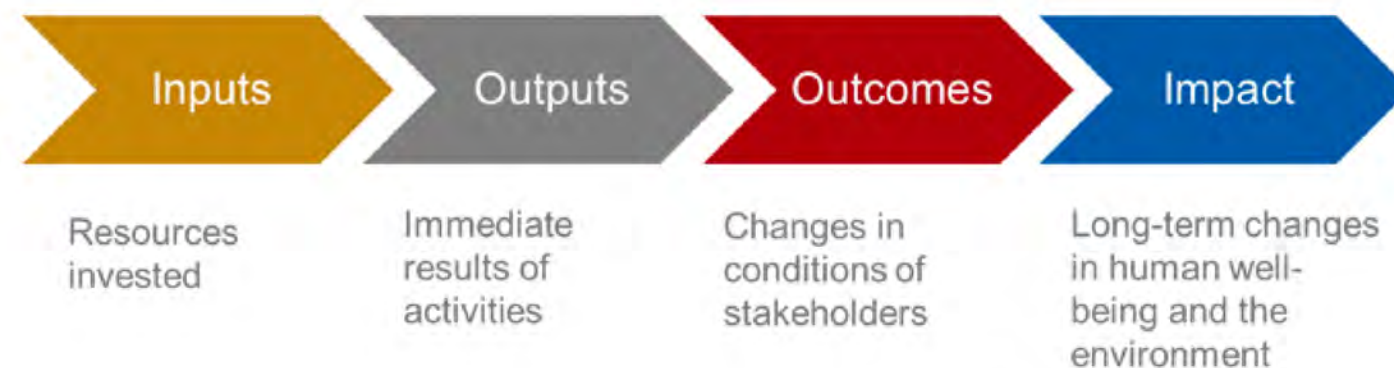 Inputs
Outputs
Outcomes
Impact
Resources
invested
Immediate
results of
activities
Changes in
conditions of
stakeholders
Long-term changes
in human well-
being and the
environment